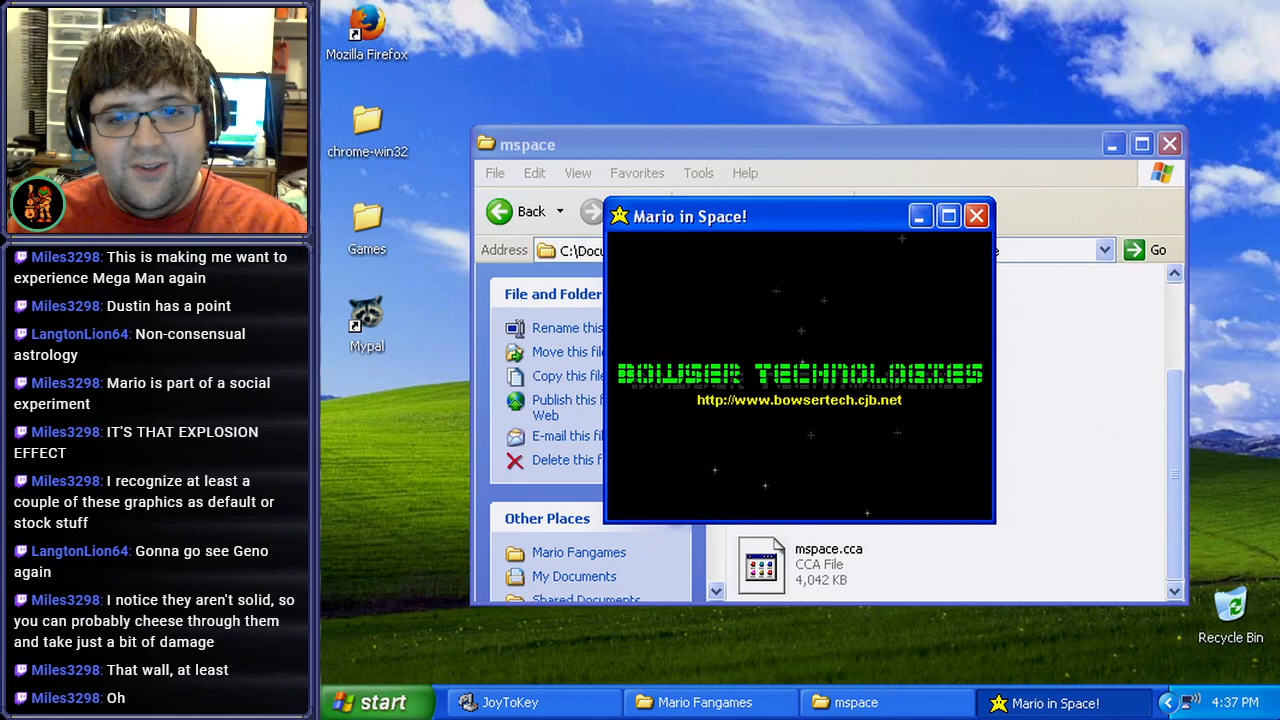 Miles3298: This is making me want to
experience Mega Man again
Miles3298: Dustin has a point
LangtonLion64: Non-consensual
astrology
Miles3298: Mario is part of a social
experiment
Miles3298: IT'S THAT EXPLOSION
EFFECT
Miles3298: I recognize at least a
couple of these graphics as default or
stock stuff
LangtonLion64: Gonna go see Geno
again
Miles3298: I notice they aren't solid, so
you can probably cheese through them
and take just a bit of damage
Miles3298: That wall, at least
Miles3298: Oh
Mozilla Firefox
chrome-win32
Games
Mypal
mspace
File Edit View Favorites Tools Help
Back
Address C:\Docu
Go
File and Folder
Rename this
Move this file
Copy this file
Publish this f
Web
E-mail this fil
Delete this f
Other Places
Mario Fangames
My Documents
Shared Documents
Mario in Space!
BOWSER TECHNOLOGIES
http://www.bowsertech.cjb.net
mspace.cca
CCA File
4,042 KB
Recycle Bin
start JoyToKey Mario Fangames mspace Mario in Space! 4:37 PM